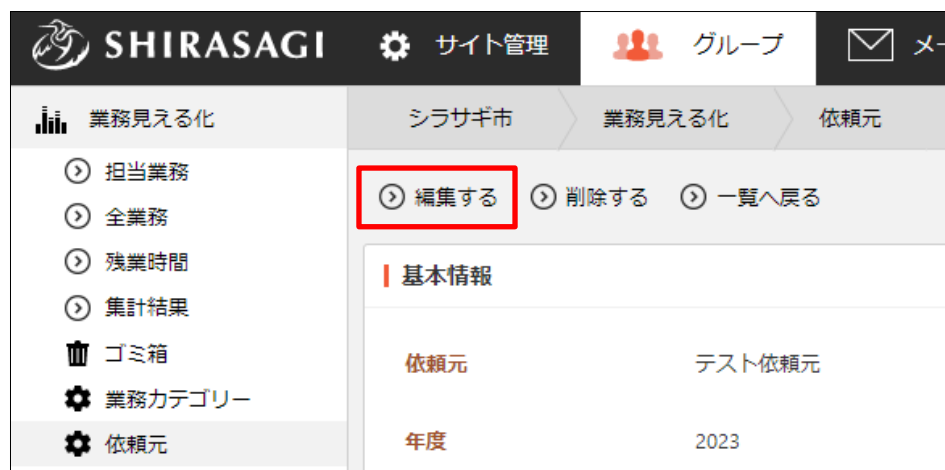 SHIRASAGI サイト管理 グループ メー
業務見える化
シラサギ市 業務見える化 依頼元
担当業務
全業務
残業時間
集計結果
ゴミ箱
業務カテゴリー
依頼元
編集する 削除する 一覧へ戻る
基本情報
依頼元 テスト依頼元
年度 2023